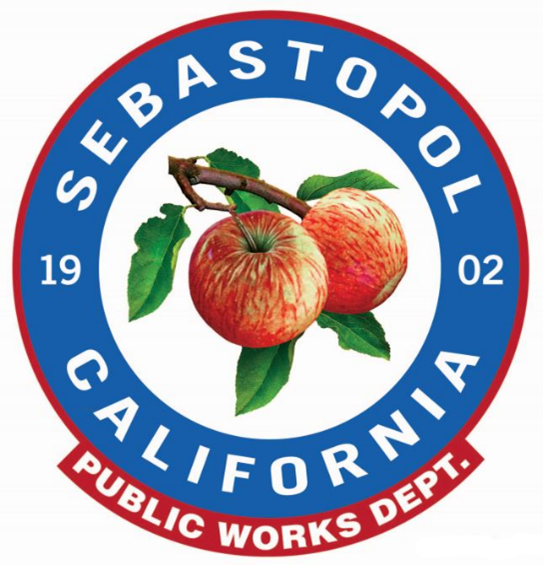 SEBASTOPOL
19 02
CALIFORNIA
PUBLIC WORKS DEPT.